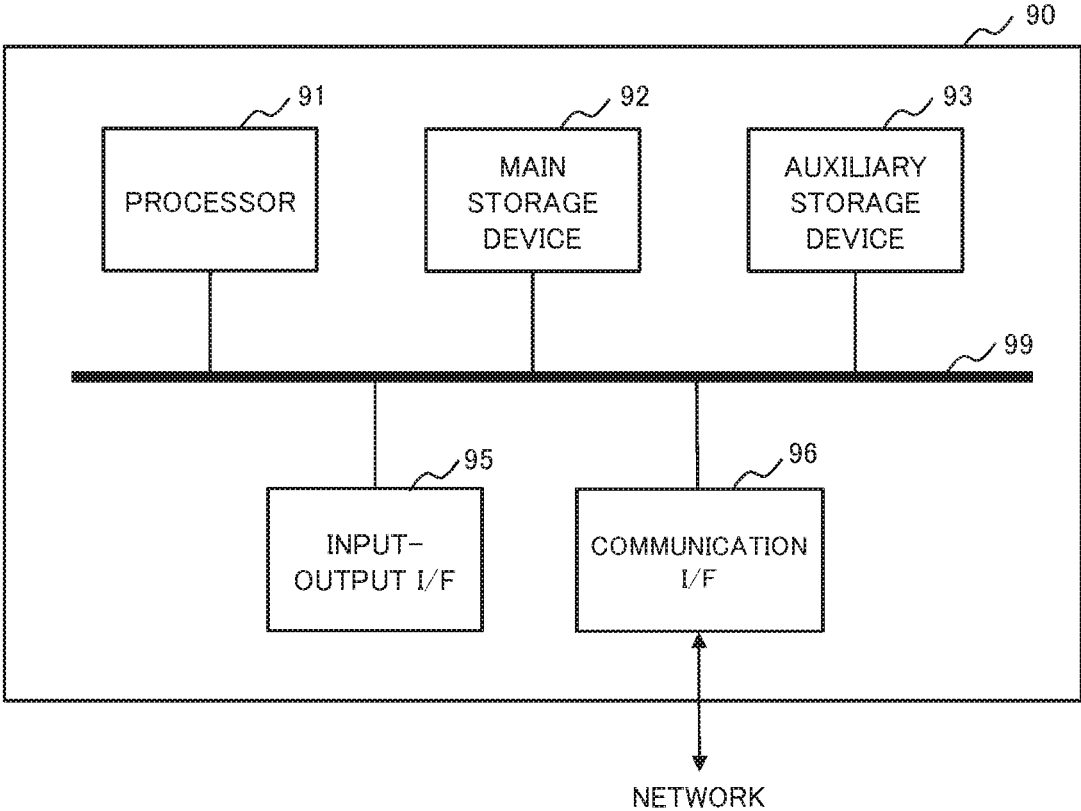 90
91
92
93
PROCESSOR
MAIN
STORAGE
DEVICE
AUXILIARY
STORAGE
DEVICE
99
95
96
INPUT-
OUTPUT I/F
COMMUNICATION
I/F
NETWORK